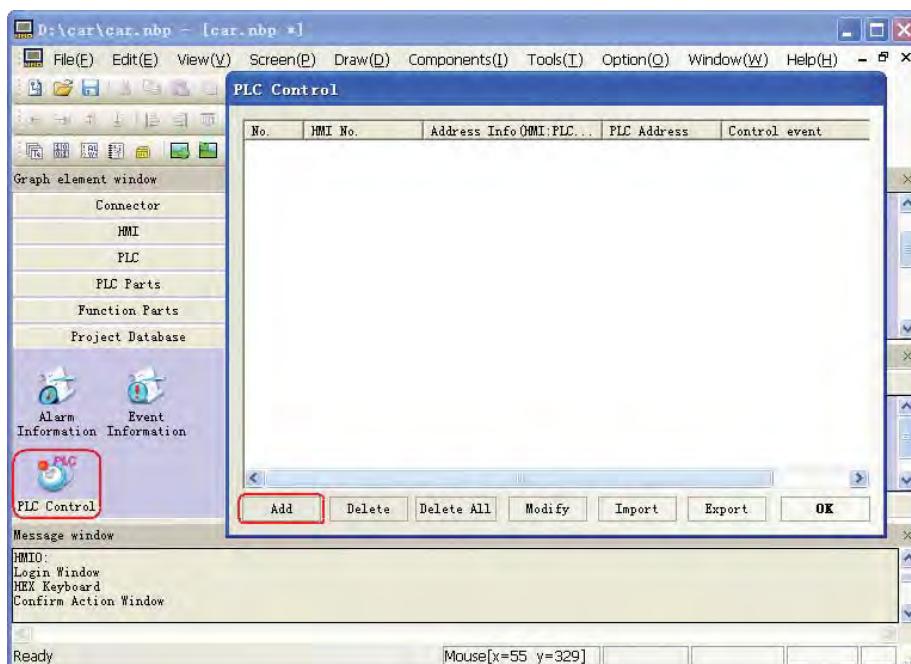 D:\car\car.nbp - [car.nbp *]
File(F) Edit(E) View(V) Screen(P) Draw(D) Components(I) Tools(T) Option(O) Window(W) Help(H)
PLC Control
No. HMI No. Address Info(HMI:PLC... PLC Address Control event
Graph element window
Connector
HMI
PLC
PLC Parts
Function Parts
Project Database
Alarm Information
Event Information
PLC
PLC Control
Add Delete Delete All Modify Import Export OK
Message window
HMI0:
Login Window
HEX Keyboard
Confirm Action Window
Ready Mouse[x=55 y=329]